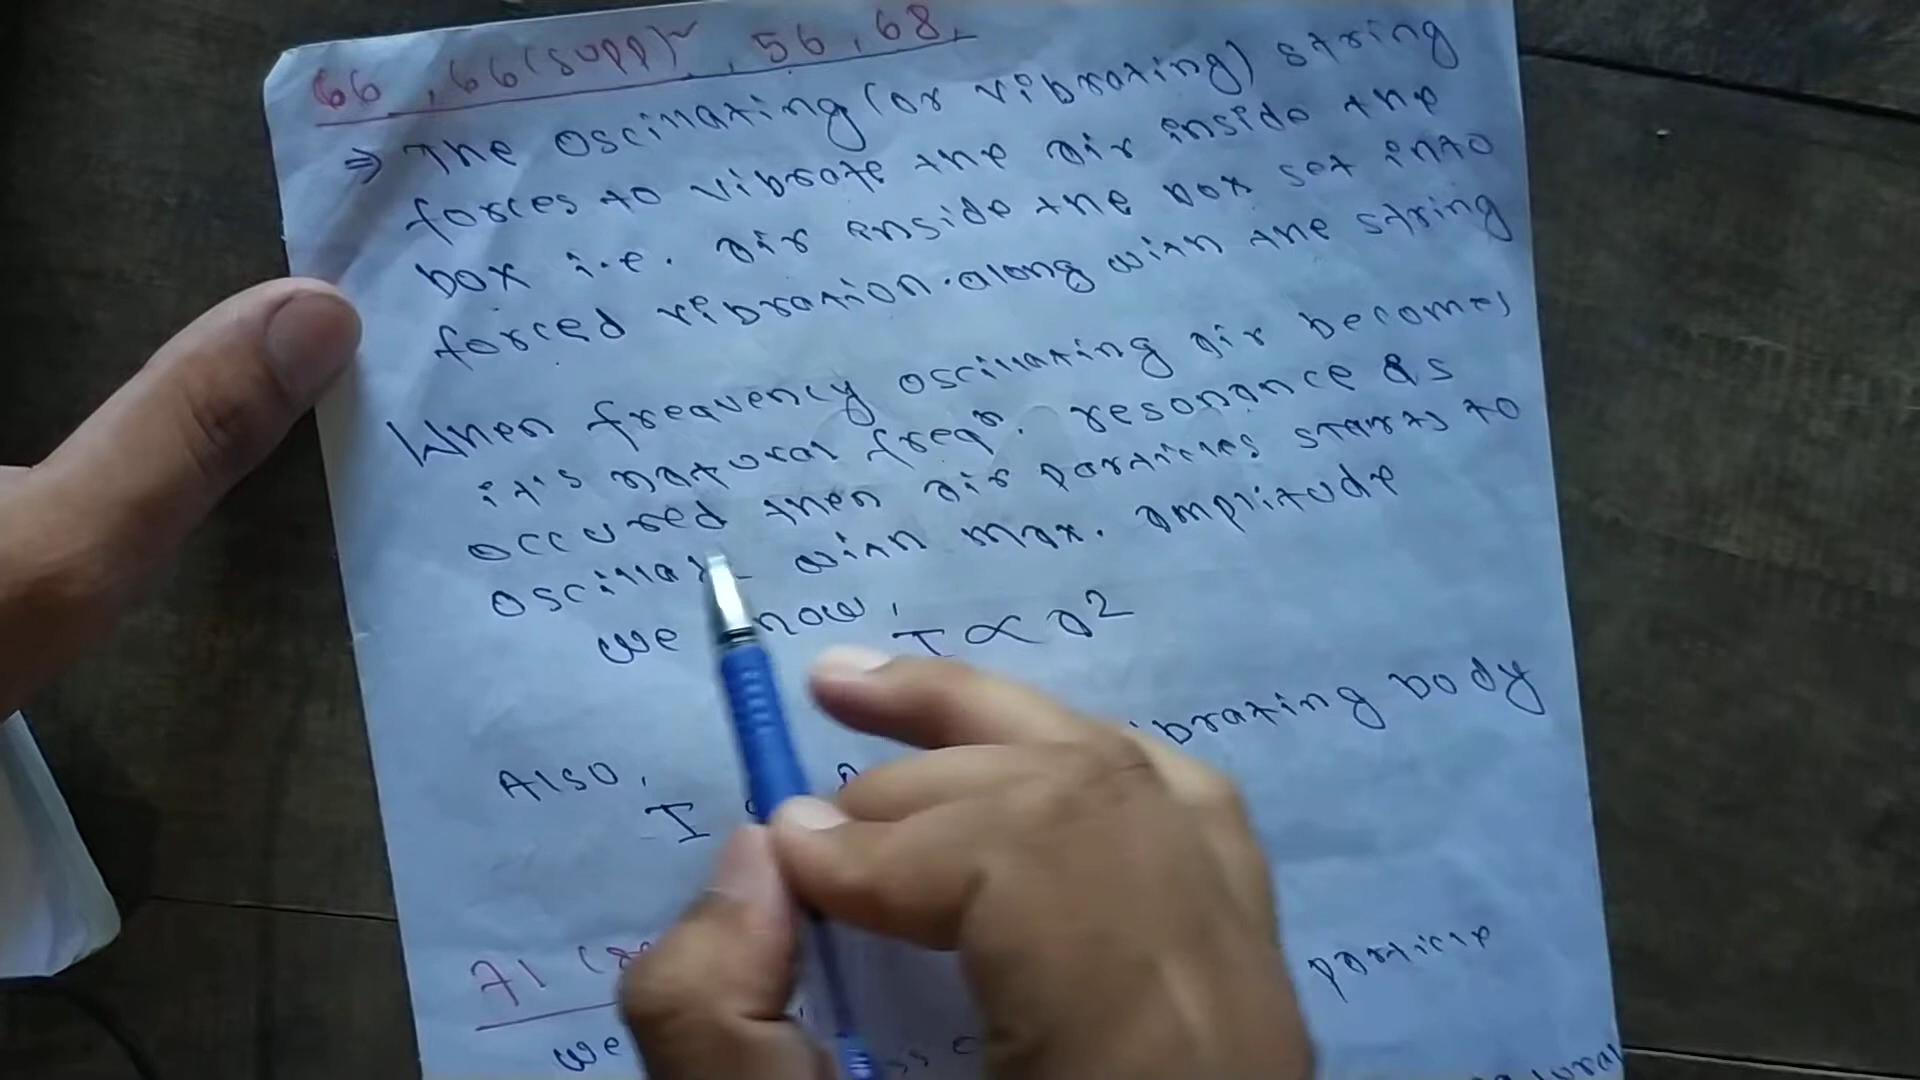 66, 66(supp), 56, 68,
⇒ The oscillating (or vibrating) string
forces to vibrate the air inside the
box i.e. air inside the box set into
forced vibration. along with the string
When frequency oscillating air becomes
it's natural freqn. resonance as
occured then air particles starts to
oscillate with max. amplitude
we know,
I ∝ a²
Also,
vibrating body
I
71 (
particle
we